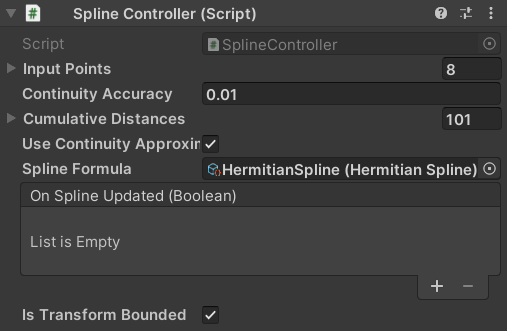 Spline Controller (Script)
Script SplineController
Input Points 8
Continuity Accuracy 0.01
Cumulative Distances 101
Use Continuity Approxin
Spline Formula HermitianSpline (Hermitian Spline)
On Spline Updated (Boolean)
List is Empty
Is Transform Bounded